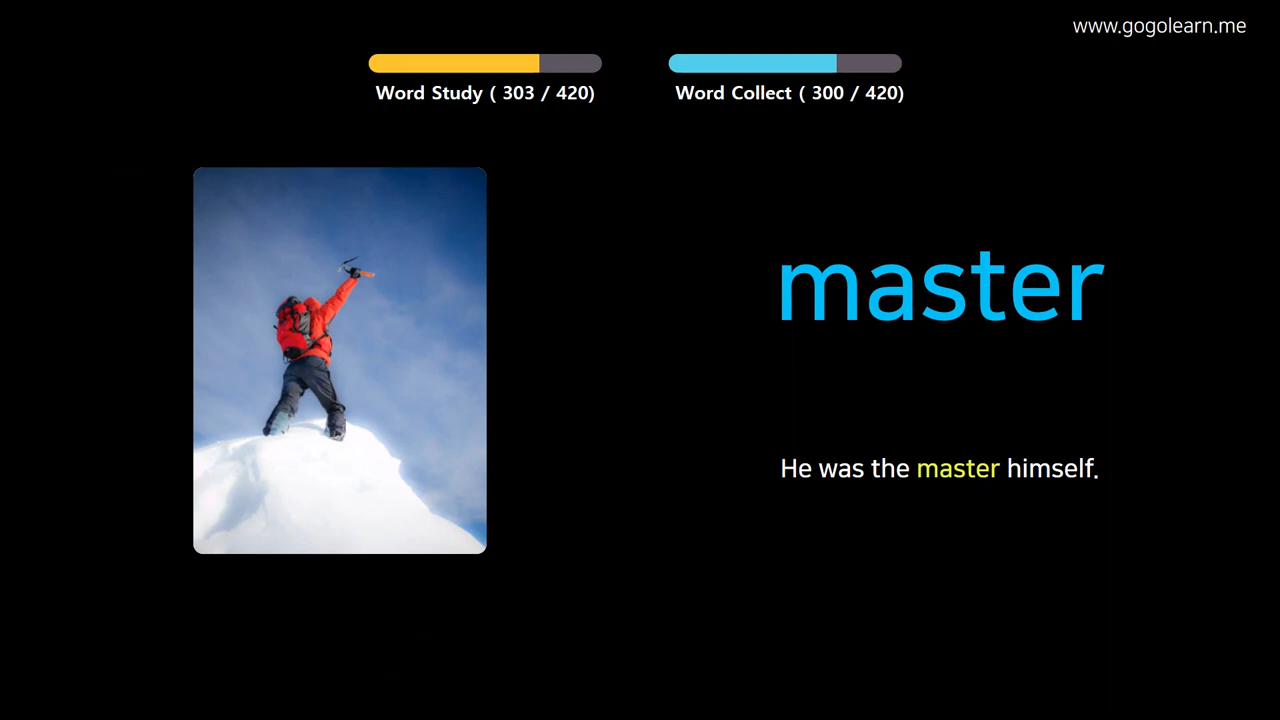 www.gogolearn.me
Word Study ( 303 / 420)
Word Collect ( 300 / 420)
master
He was the master himself.